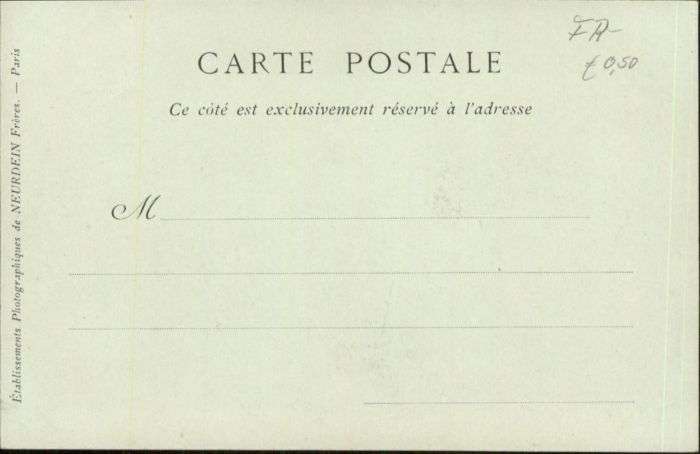 CARTE POSTALE
Ce côté est exclusivement réservé à l'adresse
M
Établissements Photographiques de NEURDEIN Frères. — Paris
FR-
£ 0,50